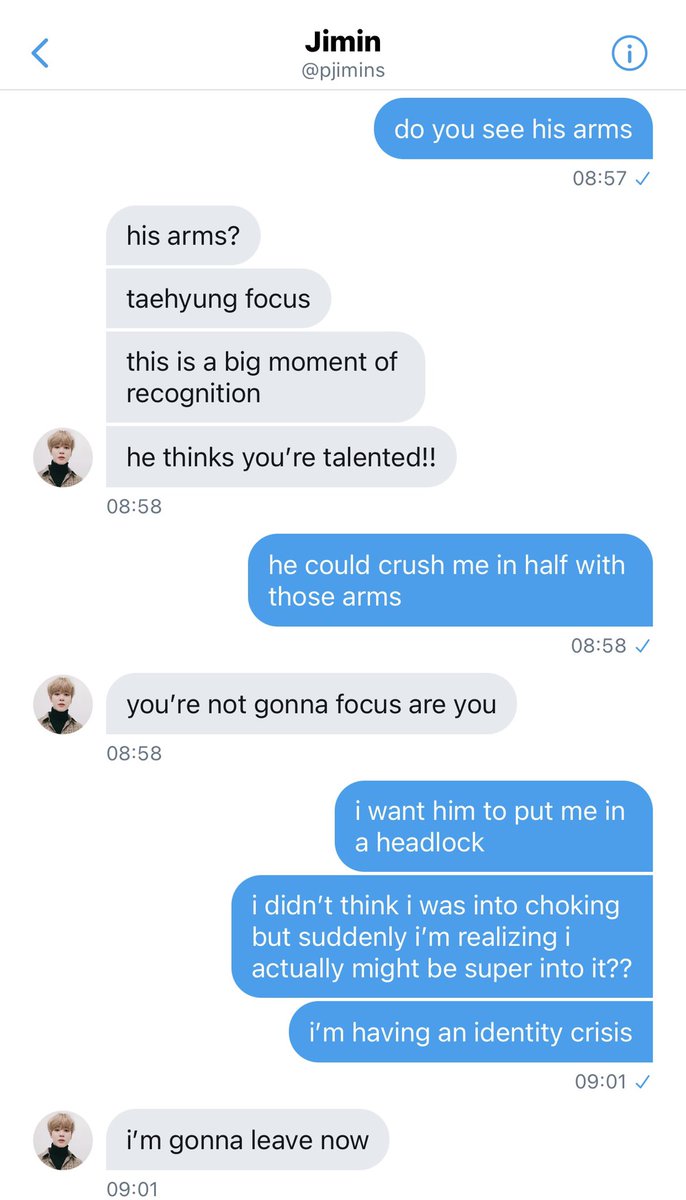 Jimin
@pjimins
do you see his arms
08:57 ✓
his arms?
taehyung focus
this is a big moment of
recognition
he thinks you’re talented!!
08:58
he could crush me in half with
those arms
08:58 ✓
you’re not gonna focus are you
08:58
i want him to put me in
a headlock
i didn’t think i was into choking
but suddenly i’m realizing i
actually might be super into it??
i’m having an identity crisis
09:01 ✓
i’m gonna leave now
09:01